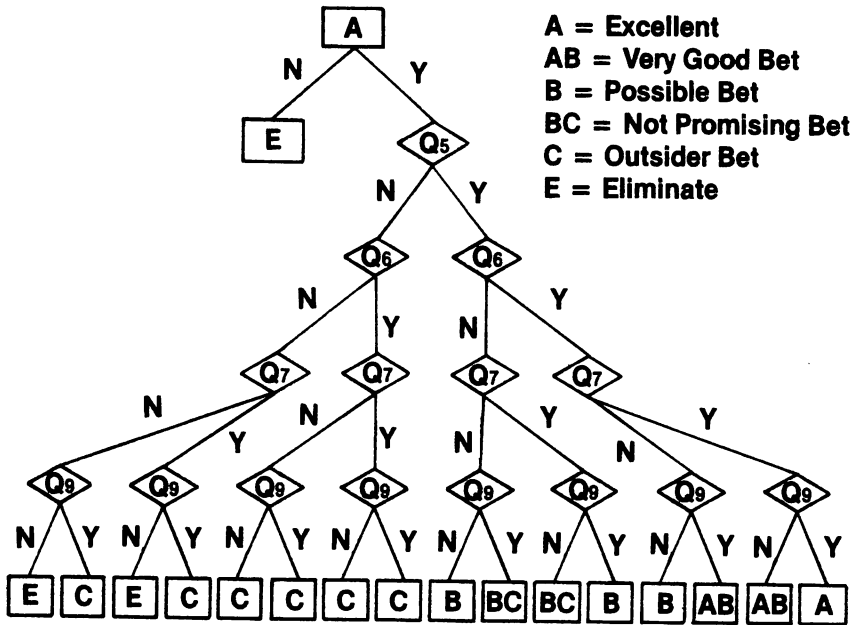 A
A = Excellent
AB = Very Good Bet
B = Possible Bet
BC = Not Promising Bet
C = Outsider Bet
E = Eliminate
N Y
E Q5
N Y
Q6 Q6
N Y N Y
Q7 Q7 Q7 Q7
N Y N Y N Y N Y
Q9 Q9 Q9 Q9 Q9 Q9 Q9 Q9
N Y N Y N Y N Y N Y N Y N Y N Y
E C E C C C C C B BC BC B B AB AB A